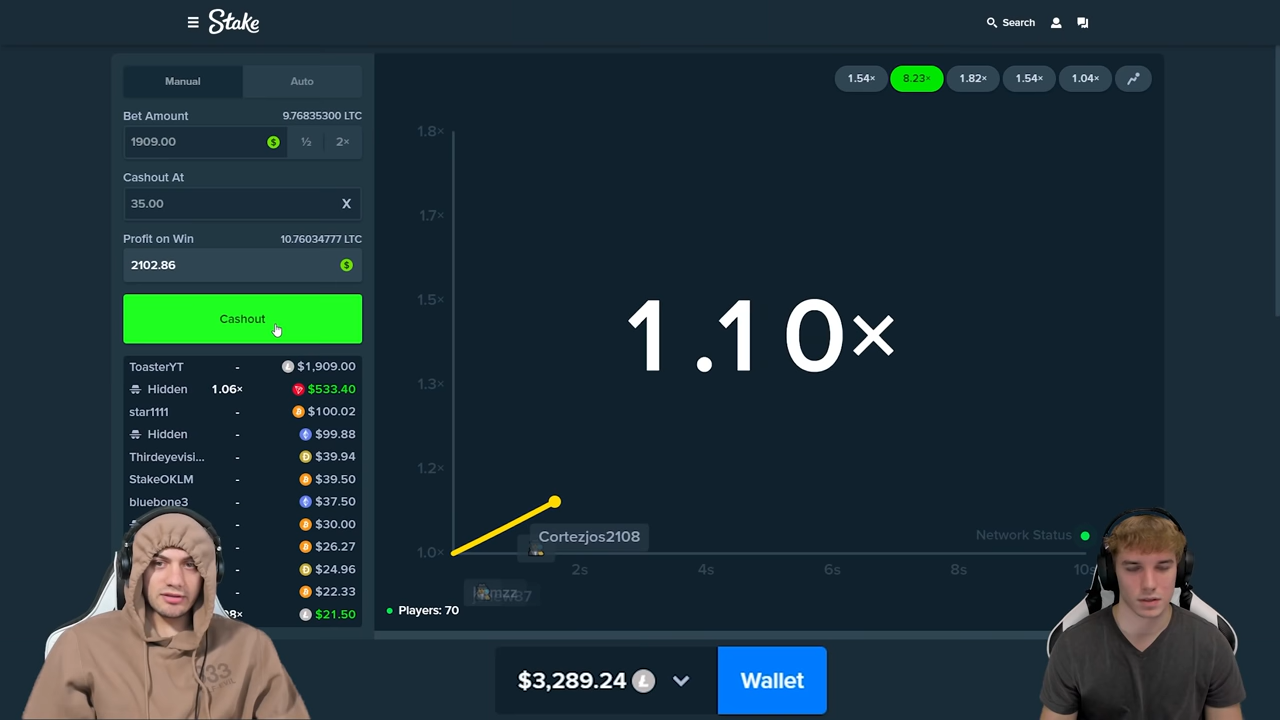 Stake
Search
Manual Auto
1.54× 8.23× 1.82× 1.54× 1.04×
Bet Amount 9.76835300 LTC
1909.00 ½ 2×
Cashout At
35.00 X
Profit on Win 10.76034777 LTC
2102.86
Cashout
ToasterYT - $1,909.00
Hidden 1.06× $533.40
star1111 - $100.02
Hidden - $99.88
Thirdeyevisi... - $39.94
StakeOKLM - $39.50
bluebone3 - $37.50
- $30.00
- $26.27
- $24.96
- $22.33
8× $21.50
1.8×
1.7×
1.5×
1.3×
1.2×
1.0×
1.10×
Cortezjos2108
Network Status
2s 4s 6s 8s 10s
Players: 70
$3,289.24
Wallet